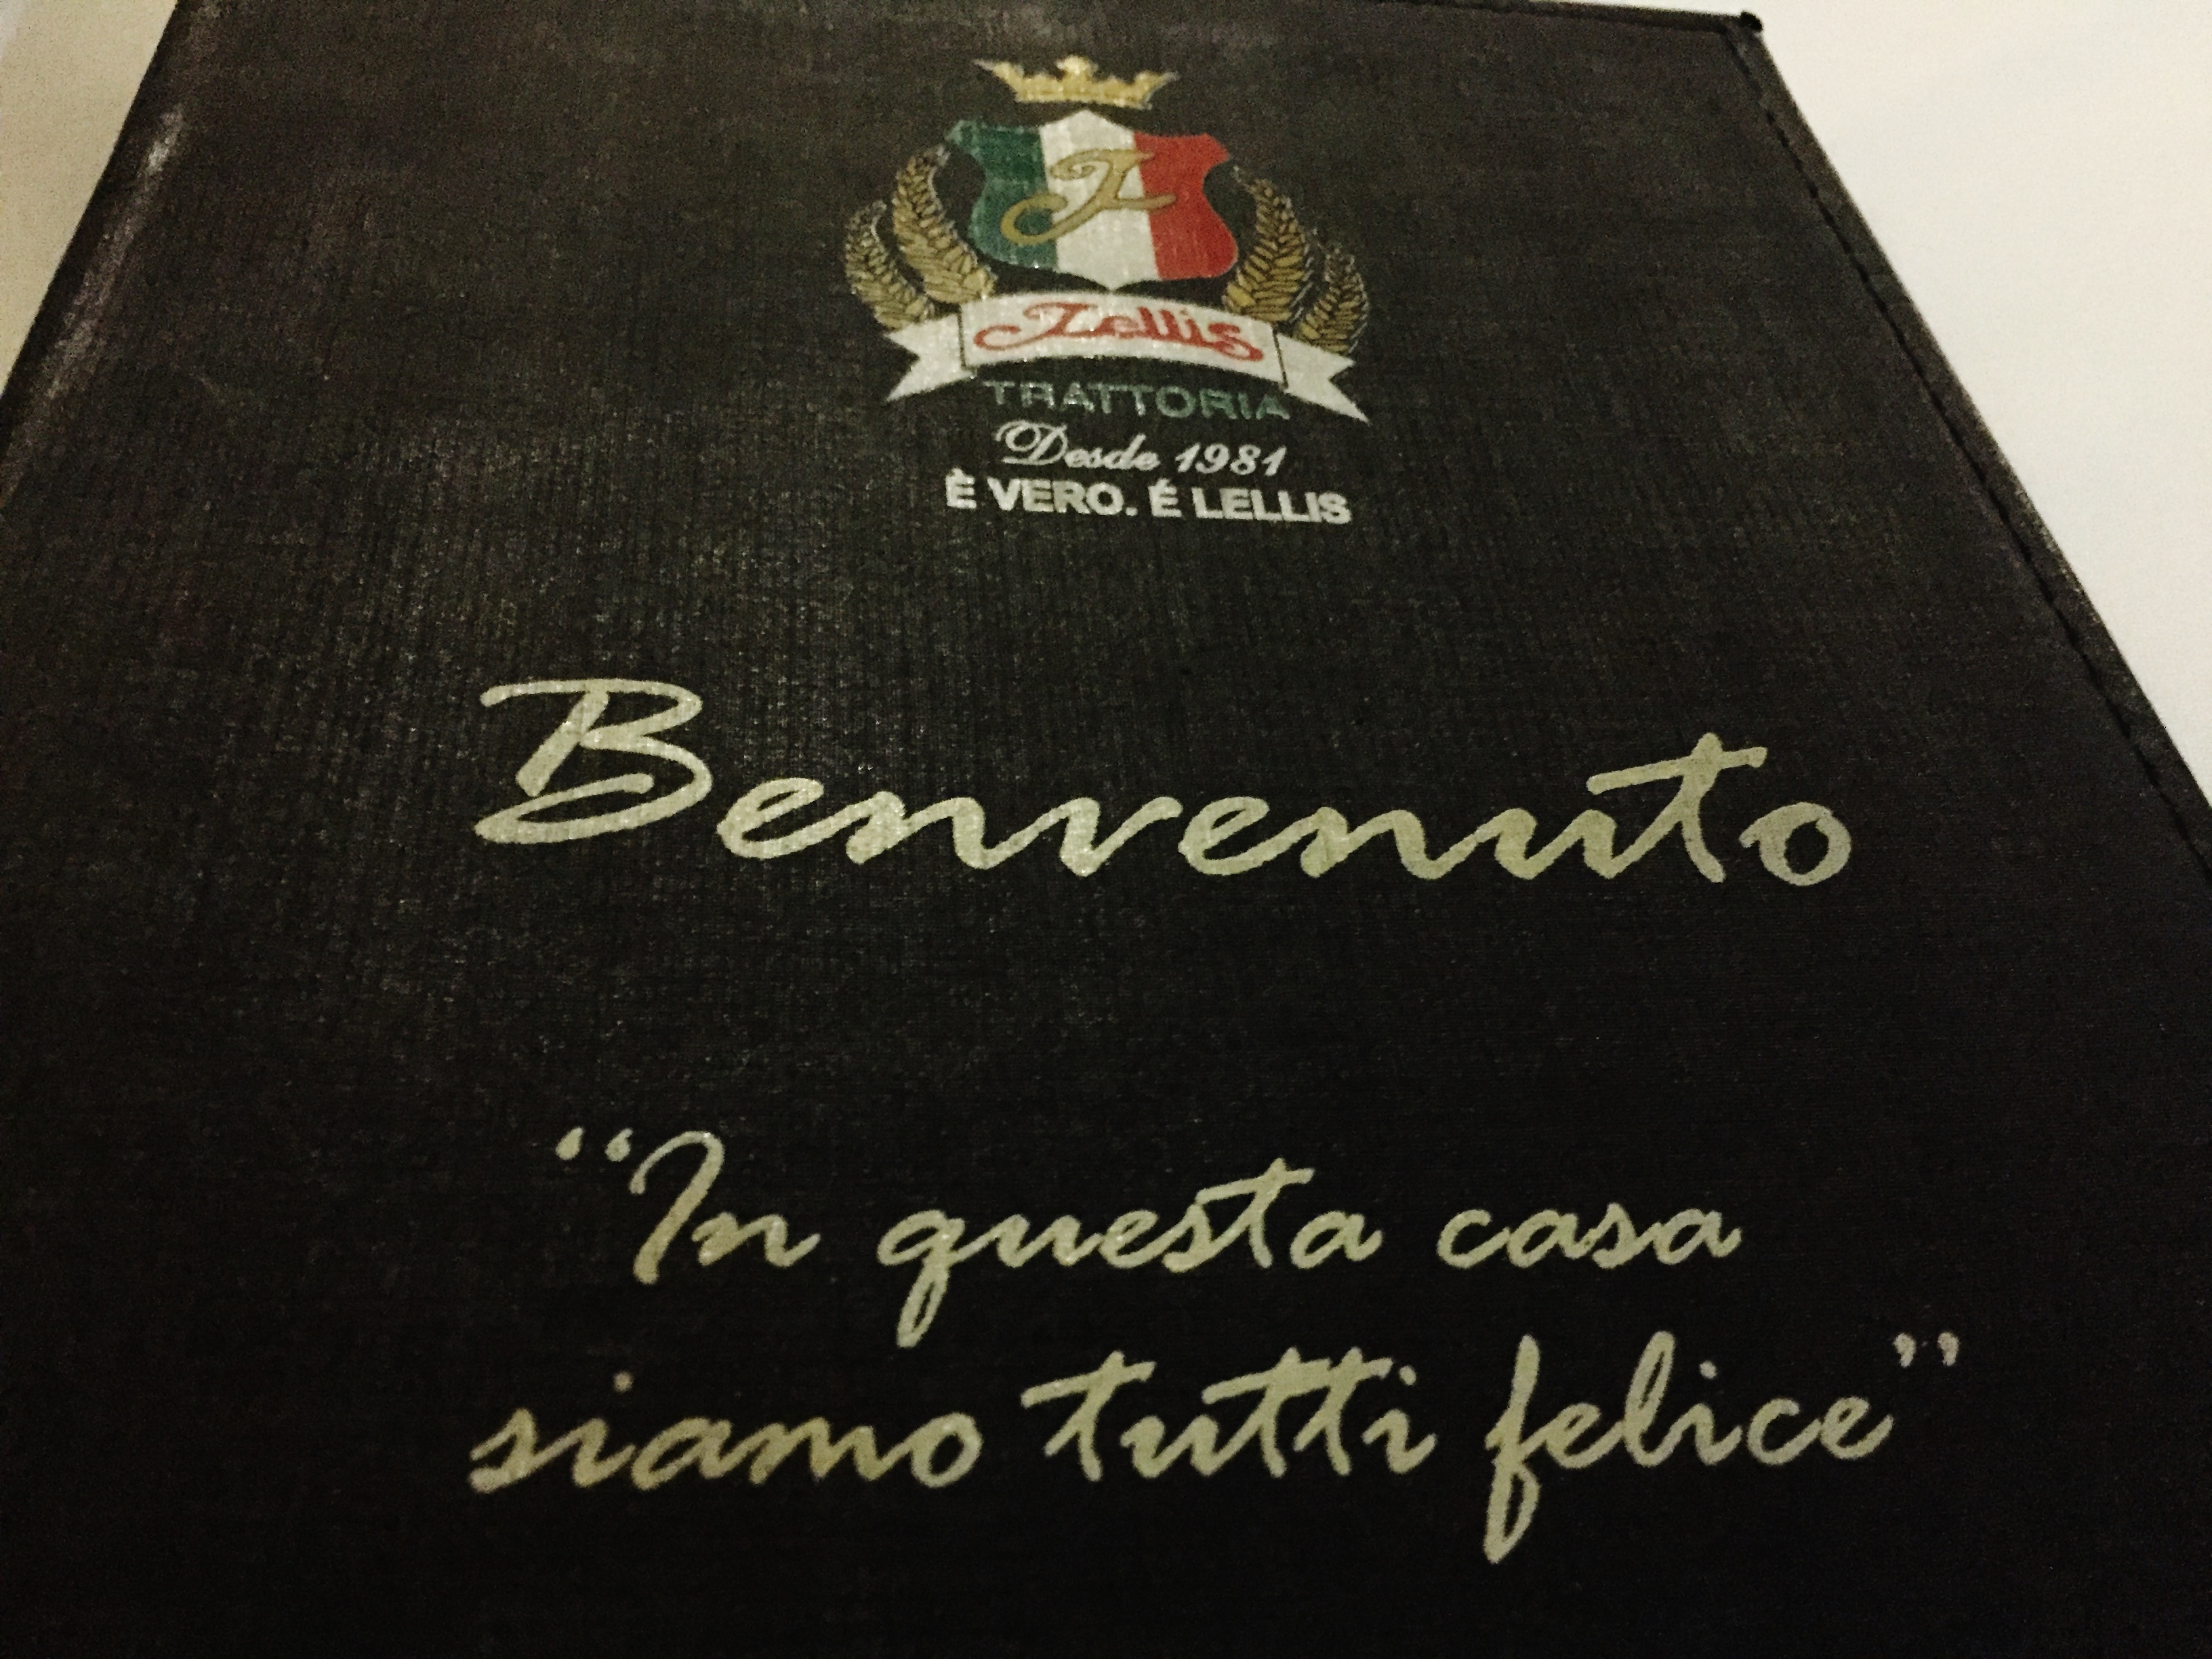 L
Lellis
TRATTORIA
Desde 1981
È VERO. É LELLIS
Benvenuto
“In questa casa
siamo tutti felice”